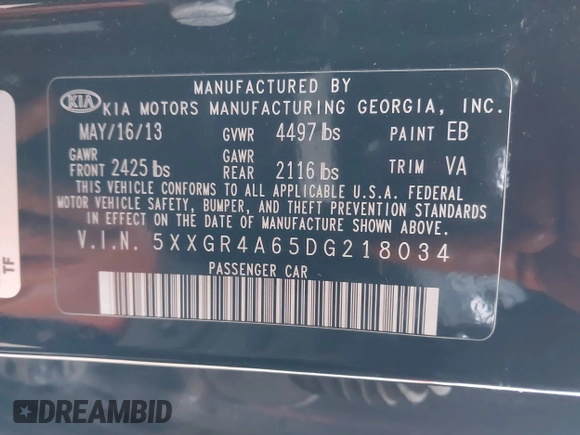 MANUFACTURED BY
KIA KIA MOTORS MANUFACTURING GEORGIA, INC.
MAY/16/13 GVWR 4497 lbs PAINT EB
GAWR FRONT 2425 lbs GAWR REAR 2116 lbs TRIM VA
THIS VEHICLE CONFORMS TO ALL APPLICABLE U.S.A. FEDERAL
MOTOR VEHICLE SAFETY, BUMPER, AND THEFT PREVENTION STANDARDS
IN EFFECT ON THE DATE OF MANUFACTURE SHOWN ABOVE.
V.I.N. 5XXGR4A65DG218034
PASSENGER CAR
TF
DREAMBID